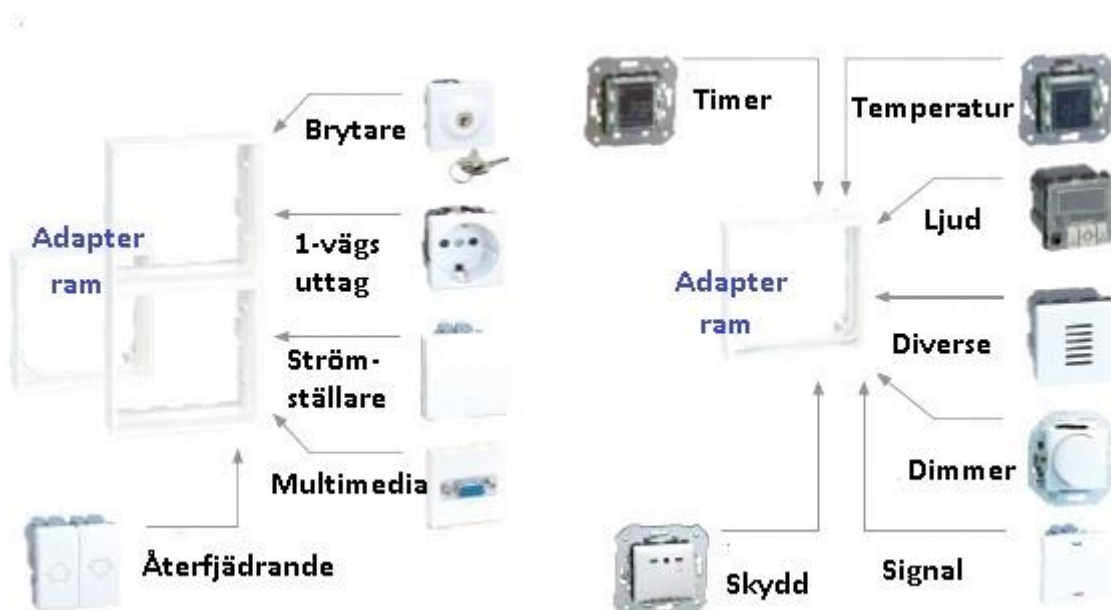 Brytare
Adapter
ram
1-vägs
uttag
Ström-
ställare
Multimedia
Återfjädrande
Timer
Temperatur
Ljud
Adapter
ram
Diverse
Dimmer
Skydd
Signal